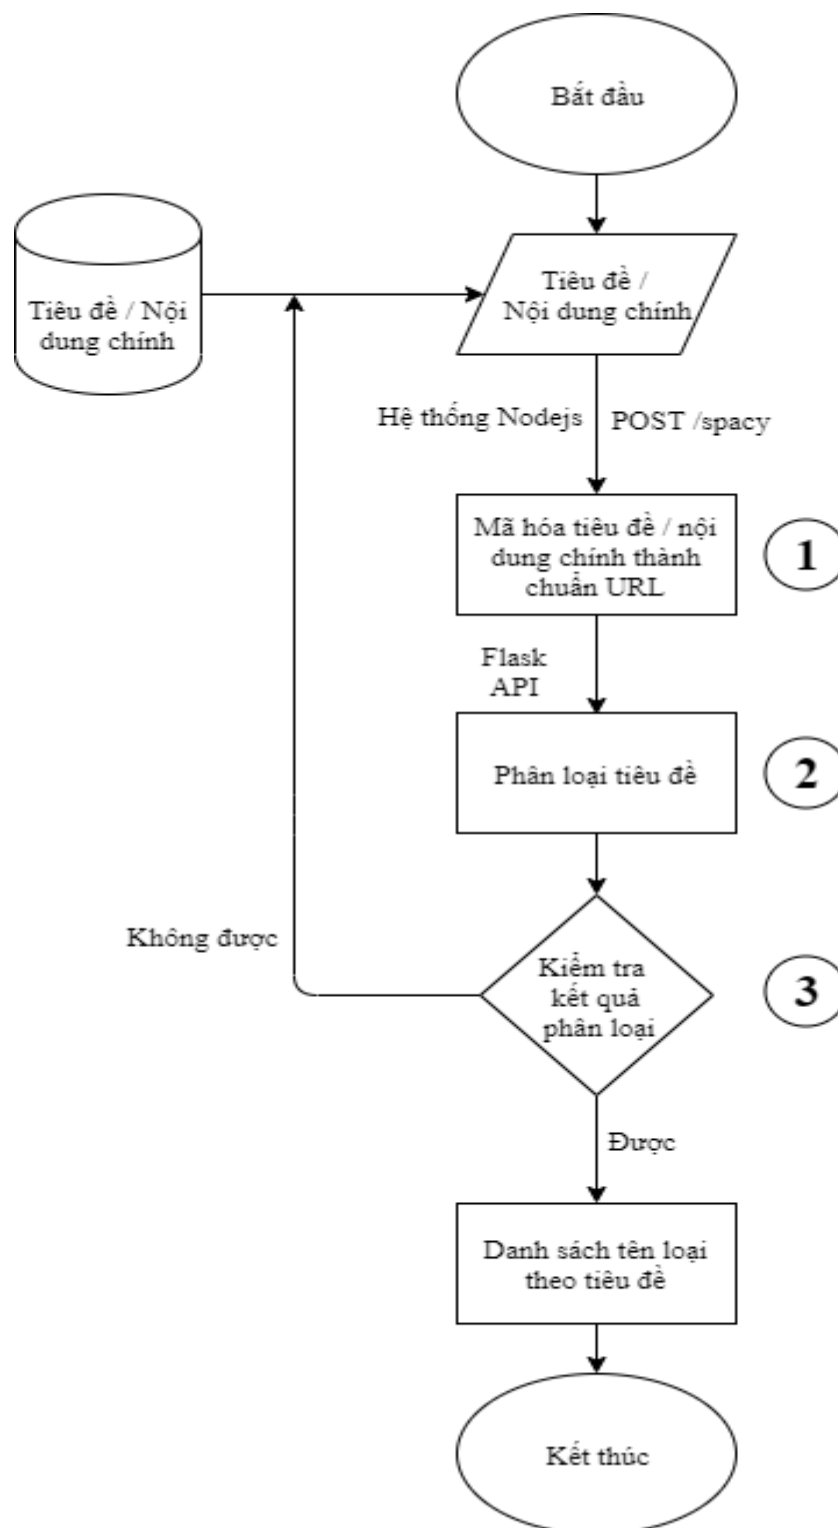 Bắt đầu
Tiêu đề /
Nội dung chính
Tiêu đề / Nội
dung chính
Hệ thống Nodejs
POST /spacy
Mã hóa tiêu đề / nội
dung chính thành
chuẩn URL
1
Flask
API
Phân loại tiêu đề
2
Không được
Kiểm tra
kết quả
phân loại
3
Được
Danh sách tên loại
theo tiêu đề
Kết thúc